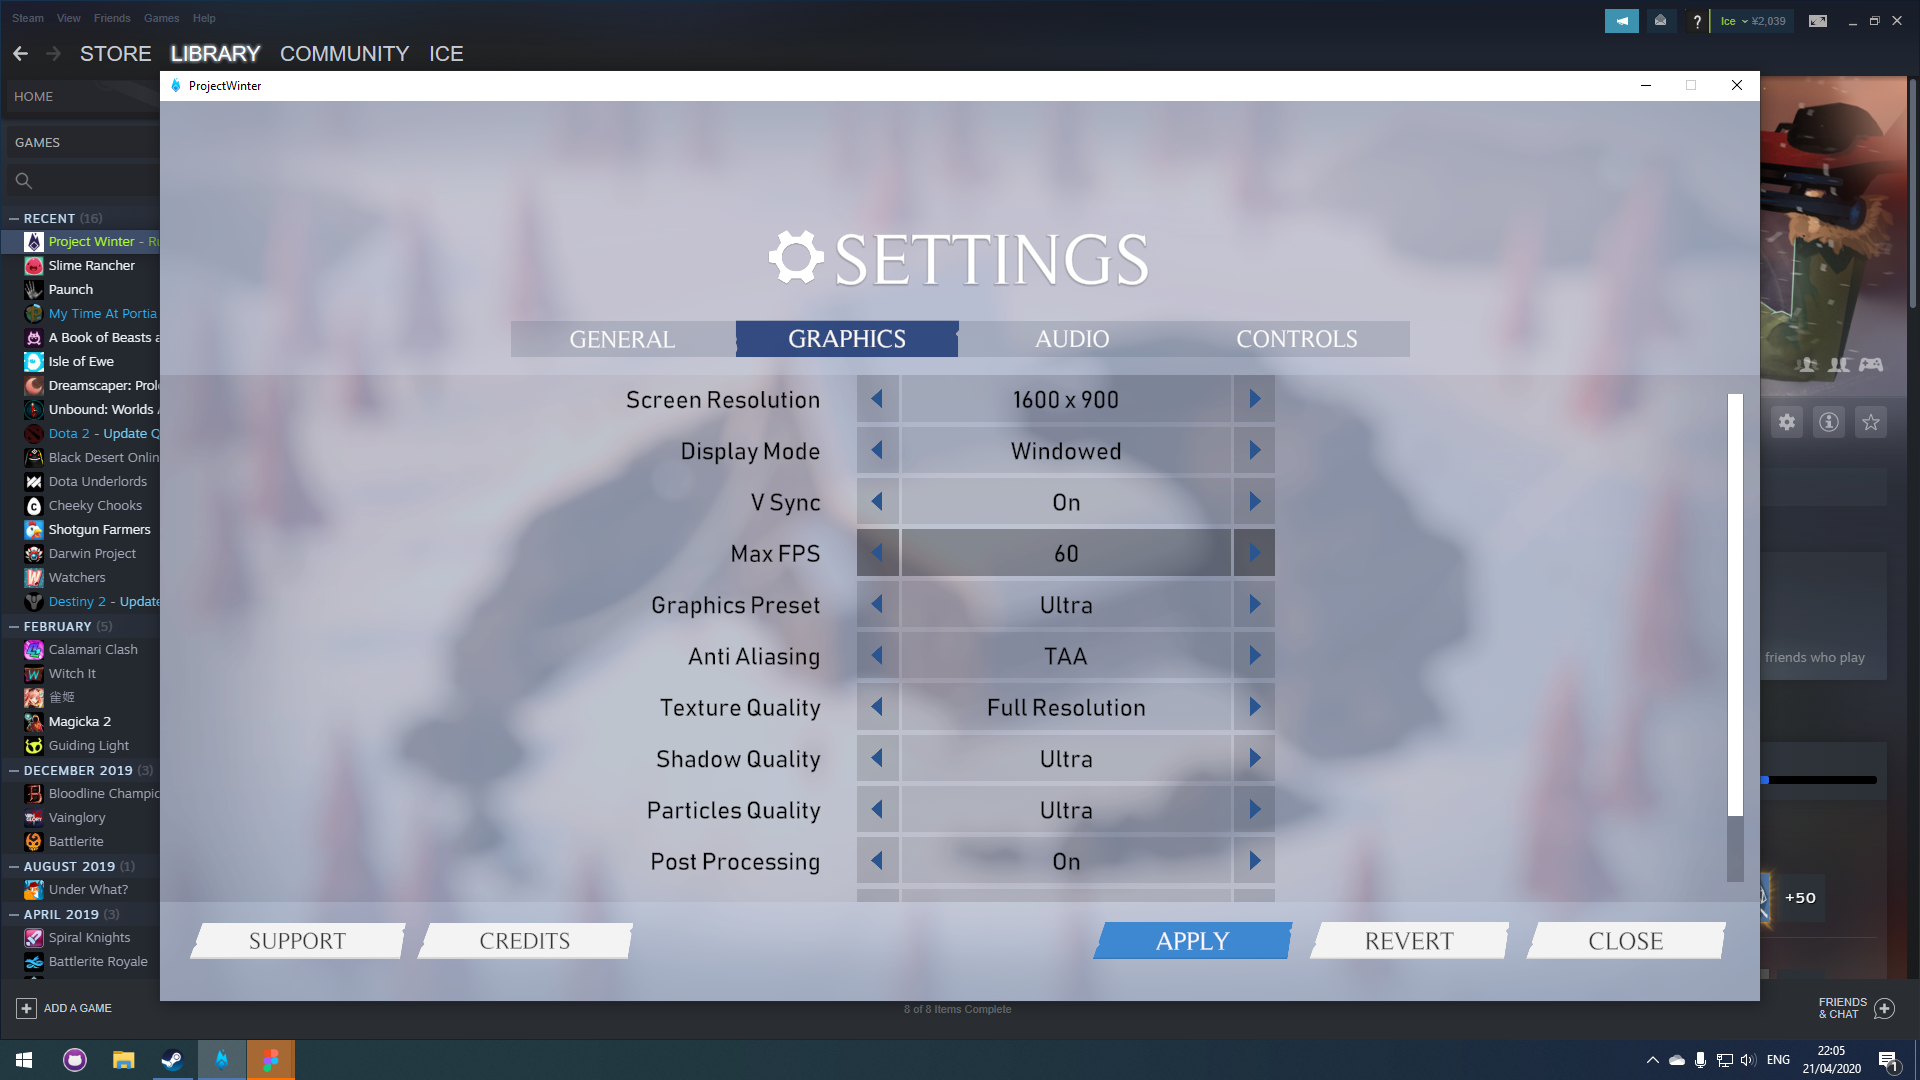 Steam View Friends Games Help
? Ice ¥2,039
STORE LIBRARY COMMUNITY ICE
ProjectWinter
HOME
GAMES
RECENT (16)
Project Winter - Ru
Slime Rancher
Paunch
My Time At Portia
A Book of Beasts a
Isle of Ewe
Dreamscaper: Prolo
Unbound: Worlds A
Dota 2 - Update Q
Black Desert Onlin
Dota Underlords
Cheeky Chooks
Shotgun Farmers
Darwin Project
Watchers
Destiny 2 - Update
FEBRUARY (5)
Calamari Clash
Witch It
雀姬
Magicka 2
Guiding Light
DECEMBER 2019 (3)
Bloodline Champio
Vainglory
Battlerite
AUGUST 2019 (1)
Under What?
APRIL 2019 (3)
Spiral Knights
Battlerite Royale
ADD A GAME
SETTINGS
GENERAL GRAPHICS AUDIO CONTROLS
Screen Resolution 1600 x 900
Display Mode Windowed
V Sync On
Max FPS 60
Graphics Preset Ultra
Anti Aliasing TAA
Texture Quality Full Resolution
Shadow Quality Ultra
Particles Quality Ultra
Post Processing On
SUPPORT CREDITS APPLY REVERT CLOSE
friends who play
+50
8 of 8 Items Complete
FRIENDS
& CHAT
ENG
22:05
21/04/2020
1